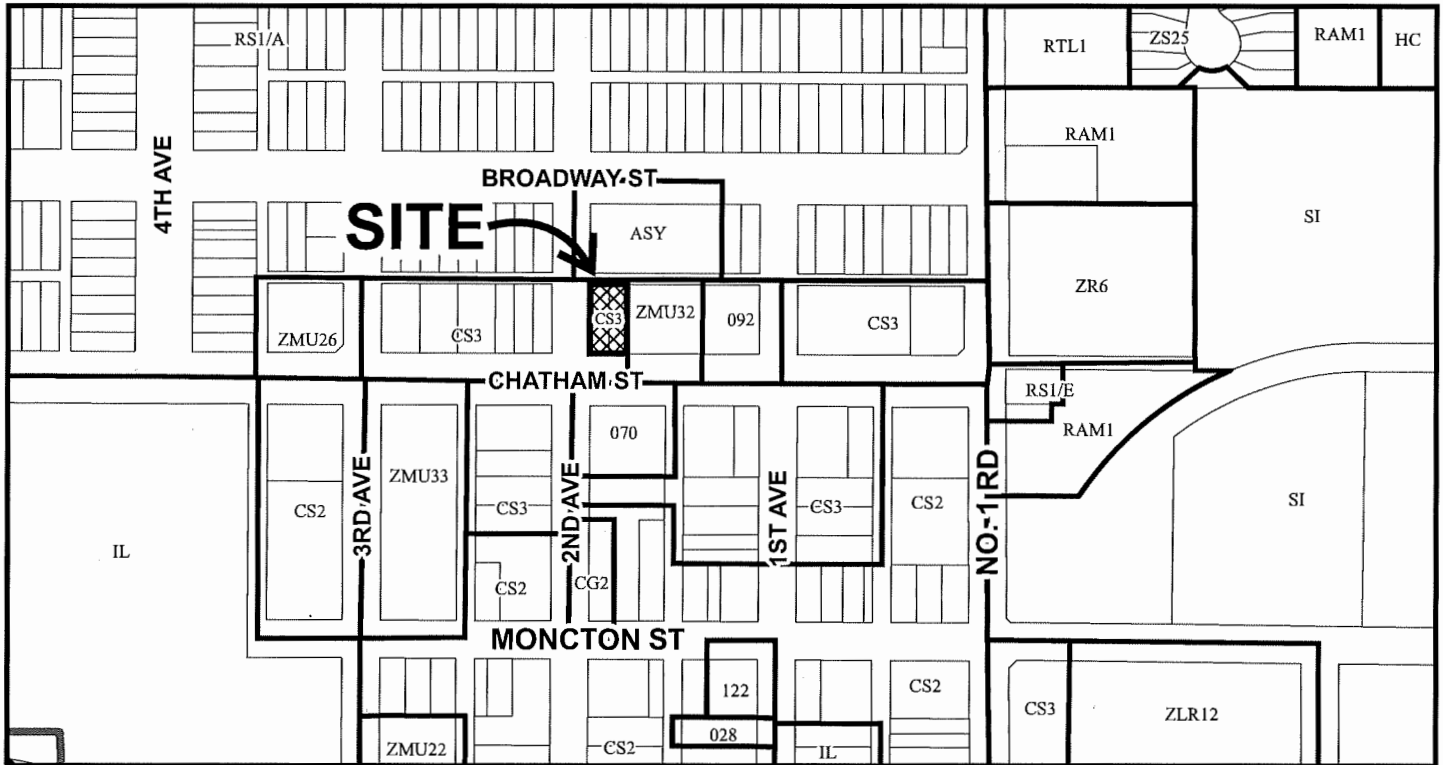 RS1/A
RTL1
ZS25
RAM1
HC
4TH AVE
RAM1
BROADWAY ST
SITE
ASY
SI
ZMU26
CS3
CS3
ZMU32
092
CS3
ZR6
CHATHAM ST
RS1/E
RAM1
070
IL
CS2
3RD AVE
ZMU33
CS3
2ND AVE
1ST AVE
CS3
CS2
NO. 1 RD
SI
CS2
CG2
MONCTON ST
122
CS2
CS3
ZLR12
ZMU22
CS2
028
IL